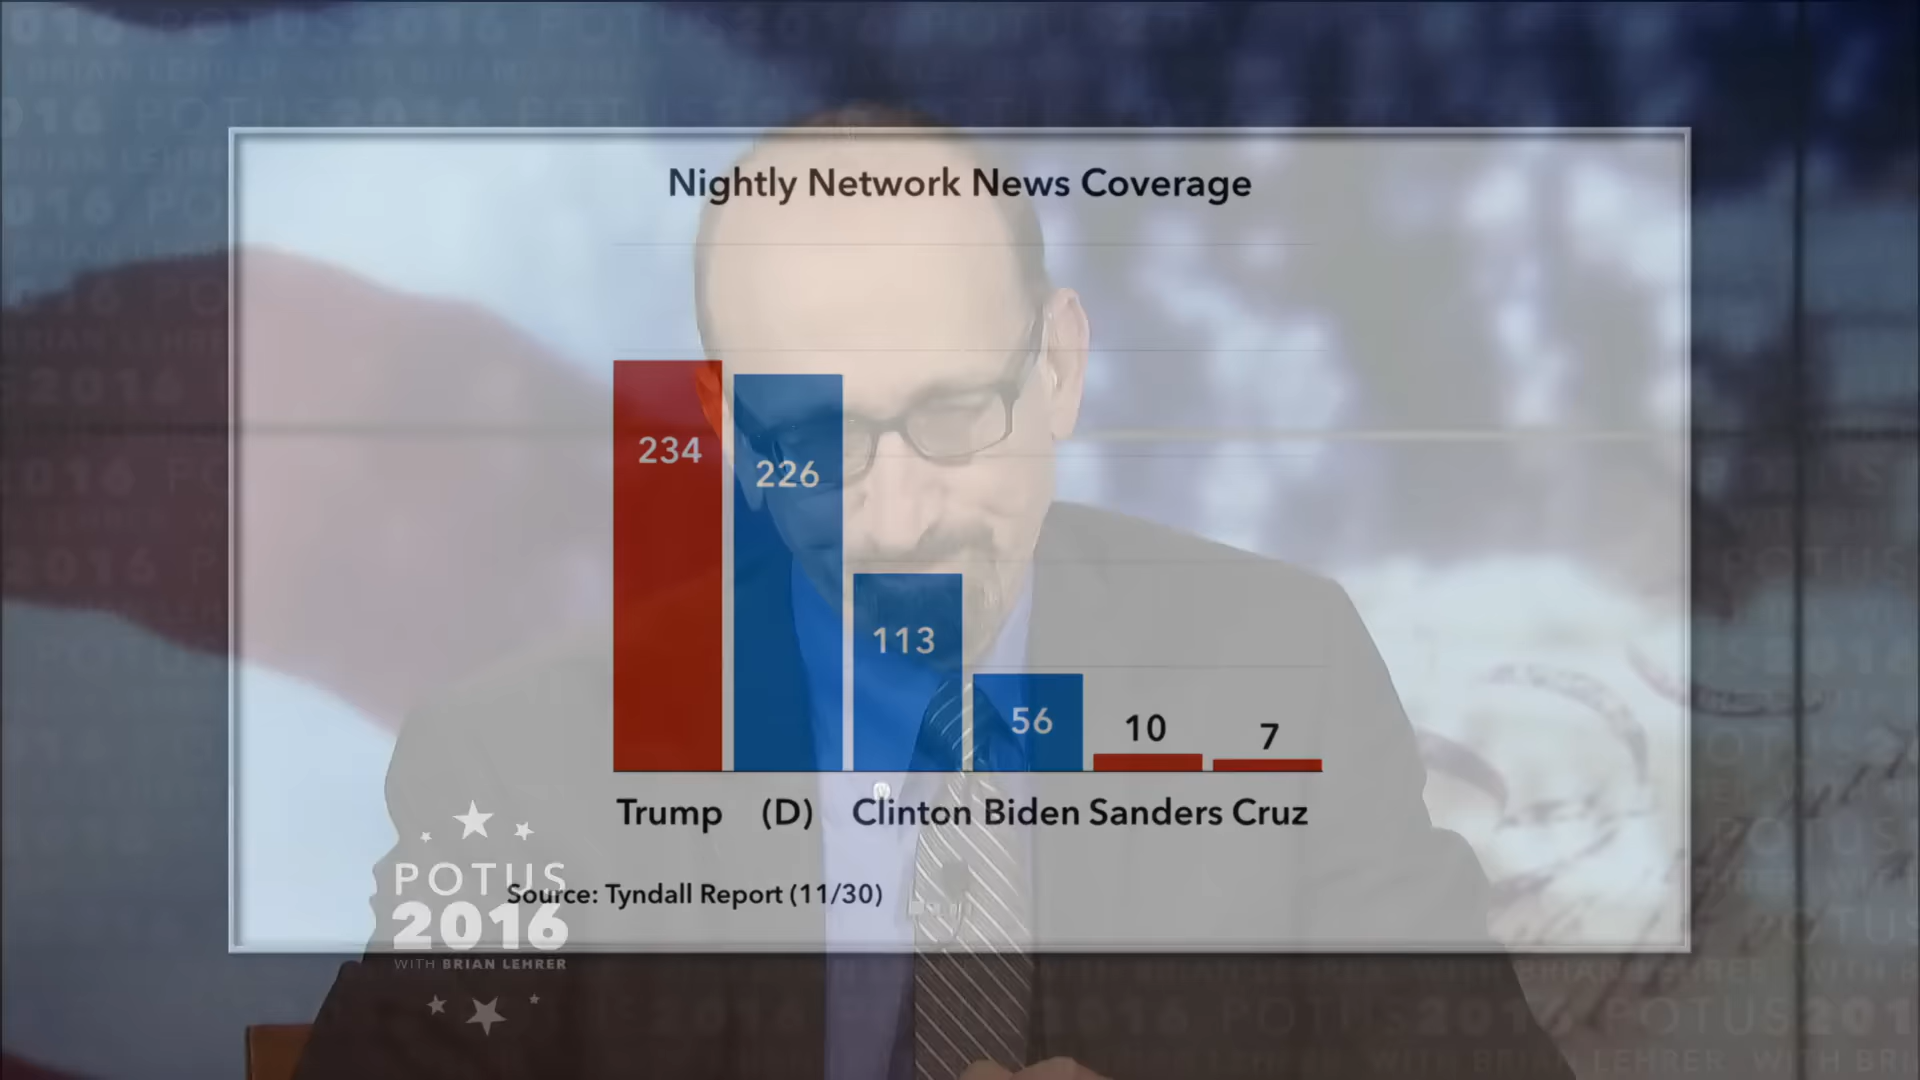 Nightly Network News Coverage
234
226
113
56
10
7
Trump (D) Clinton Biden Sanders Cruz
Source: Tyndall Report (11/30)
POTUS
2016
WITH BRIAN LEHRER